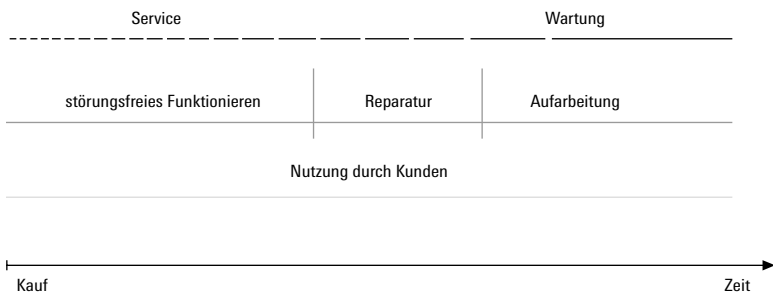 Service Wartung
störungsfreies Funktionieren Reparatur Aufarbeitung
Nutzung durch Kunden
Kauf Zeit